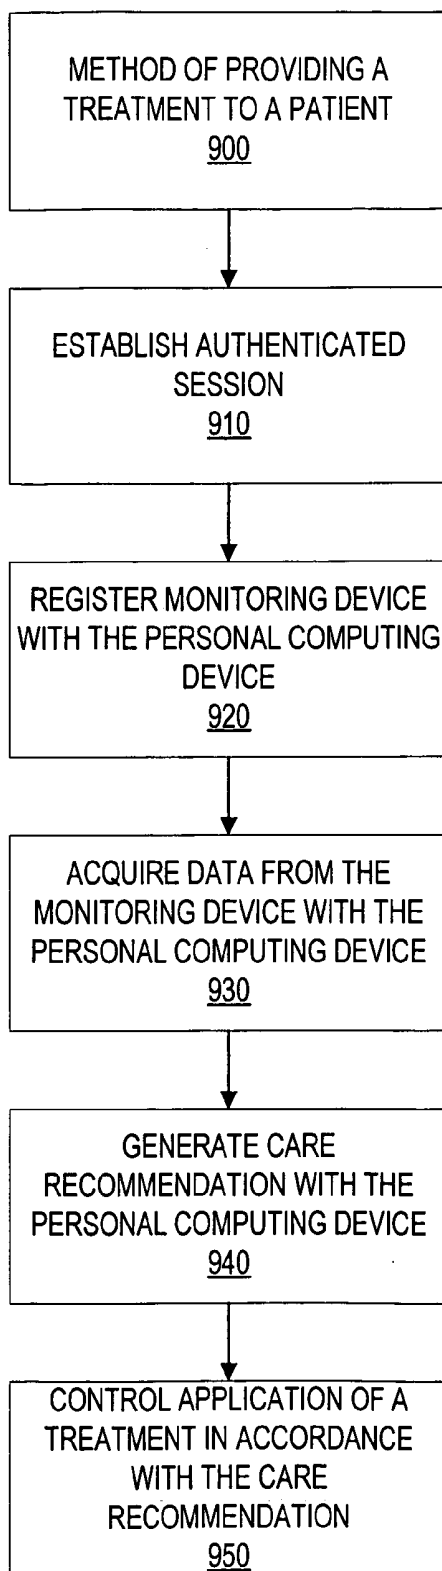 METHOD OF PROVIDING A
TREATMENT TO A PATIENT
900
ESTABLISH AUTHENTICATED
SESSION
910
REGISTER MONITORING DEVICE
WITH THE PERSONAL COMPUTING
DEVICE
920
ACQUIRE DATA FROM THE
MONITORING DEVICE WITH THE
PERSONAL COMPUTING DEVICE
930
GENERATE CARE
RECOMMENDATION WITH THE
PERSONAL COMPUTING DEVICE
940
CONTROL APPLICATION OF A
TREATMENT IN ACCORDANCE
WITH THE CARE
RECOMMENDATION
950